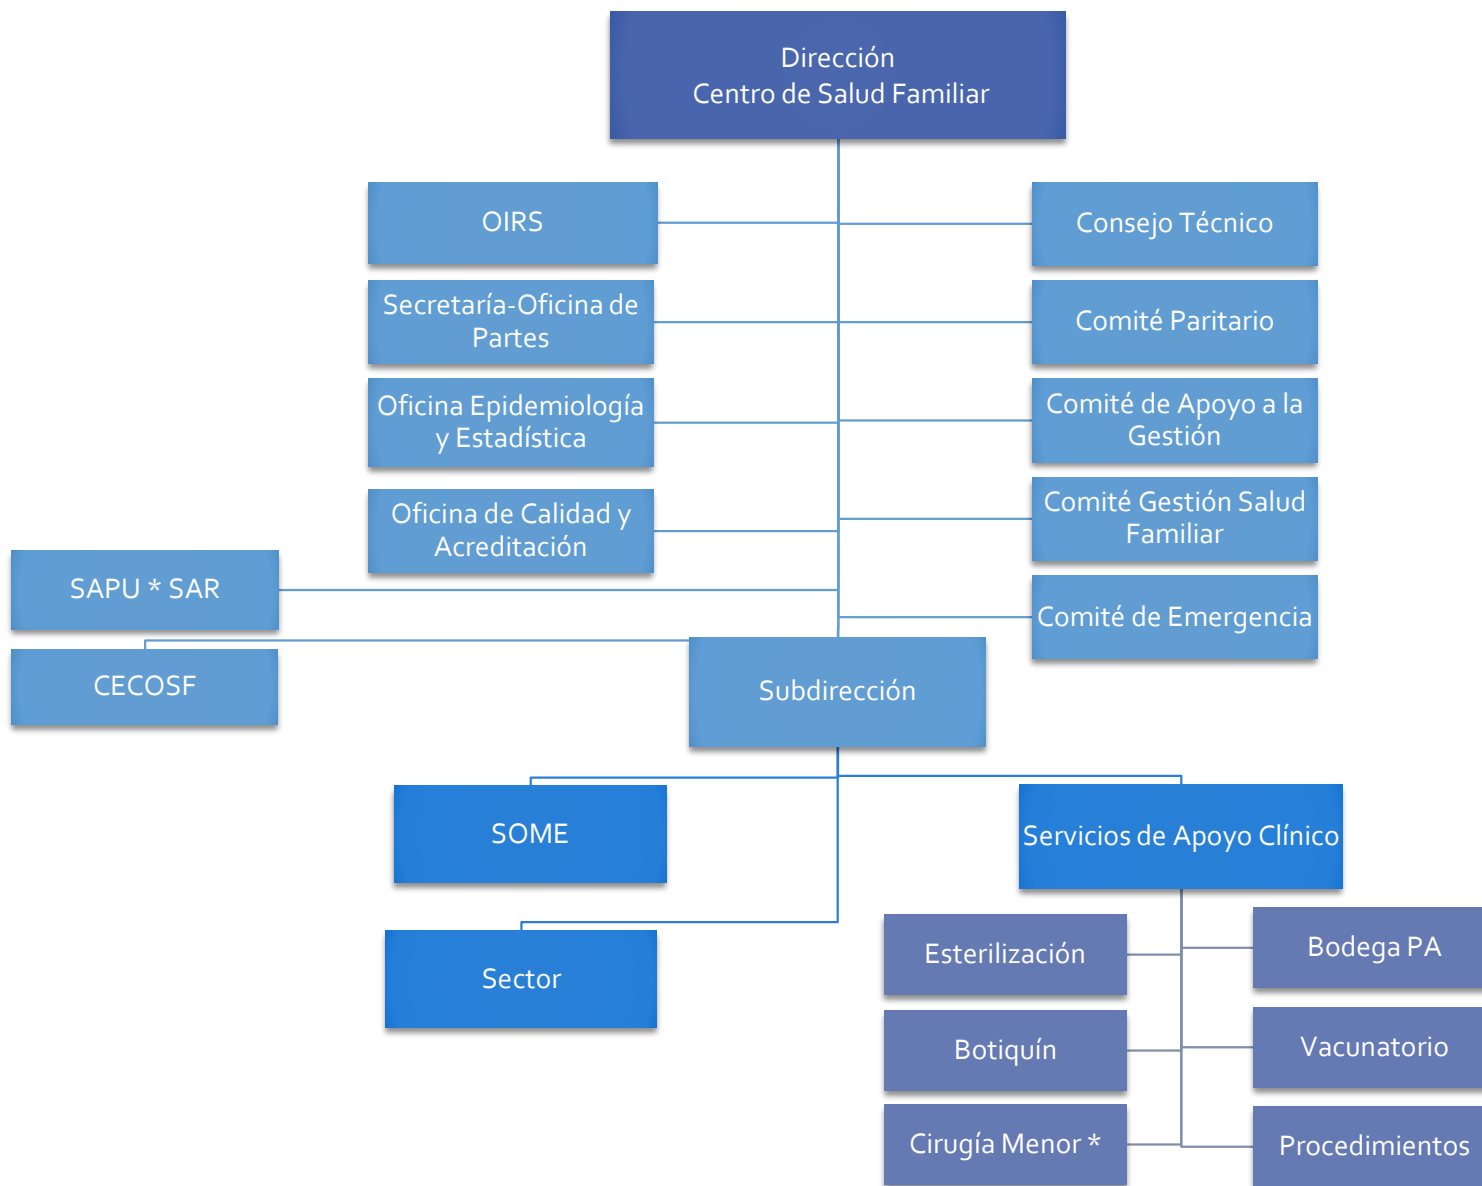 Dirección
Centro de Salud Familiar
OIRS
Consejo Técnico
Secretaría-Oficina de
Partes
Comité Paritario
Oficina Epidemiología
y Estadística
Comité de Apoyo a la
Gestión
Oficina de Calidad y
Acreditación
Comité Gestión Salud
Familiar
SAPU * SAR
Comité de Emergencia
CECOSF
Subdirección
SOME
Servicios de Apoyo Clínico
Sector
Esterilización
Bodega PA
Botiquín
Vacunatorio
Cirugía Menor *
Procedimientos